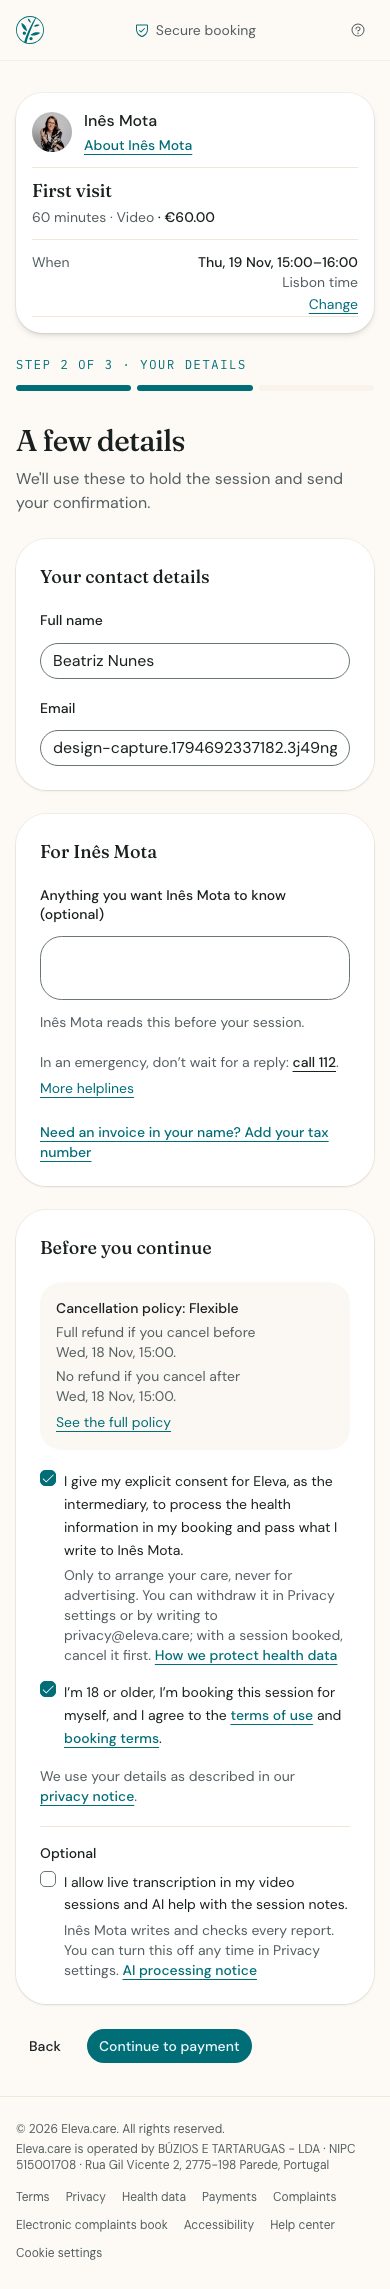 Secure booking
Inês Mota
About Inês Mota
First visit
60 minutes · Video · €60.00
When
Thu, 19 Nov, 15:00–16:00
Lisbon time
Change
STEP 2 OF 3 · YOUR DETAILS
A few details
We'll use these to hold the session and send
your confirmation.
Your contact details
Full name
Beatriz Nunes
Email
design-capture.1794692337182.3j49ng
For Inês Mota
Anything you want Inês Mota to know
(optional)
Inês Mota reads this before your session.
In an emergency, don’t wait for a reply: call 112.
More helplines
Need an invoice in your name? Add your tax
number
Before you continue
Cancellation policy: Flexible
Full refund if you cancel before
Wed, 18 Nov, 15:00.
No refund if you cancel after
Wed, 18 Nov, 15:00.
See the full policy
I give my explicit consent for Eleva, as the
intermediary, to process the health
information in my booking and pass what I
write to Inês Mota.
Only to arrange your care, never for
advertising. You can withdraw it in Privacy
settings or by writing to
privacy@eleva.care; with a session booked,
cancel it first. How we protect health data
I’m 18 or older, I’m booking this session for
myself, and I agree to the terms of use and
booking terms.
We use your details as described in our
privacy notice.
Optional
I allow live transcription in my video
sessions and AI help with the session notes.
Inês Mota writes and checks every report.
You can turn this off any time in Privacy
settings. AI processing notice
Back
Continue to payment
© 2026 Eleva.care. All rights reserved.
Eleva.care is operated by BÚZIOS E TARTARUGAS - LDA · NIPC
515001708 · Rua Gil Vicente 2, 2775-198 Parede, Portugal
Terms Privacy Health data Payments Complaints
Electronic complaints book Accessibility Help center
Cookie settings